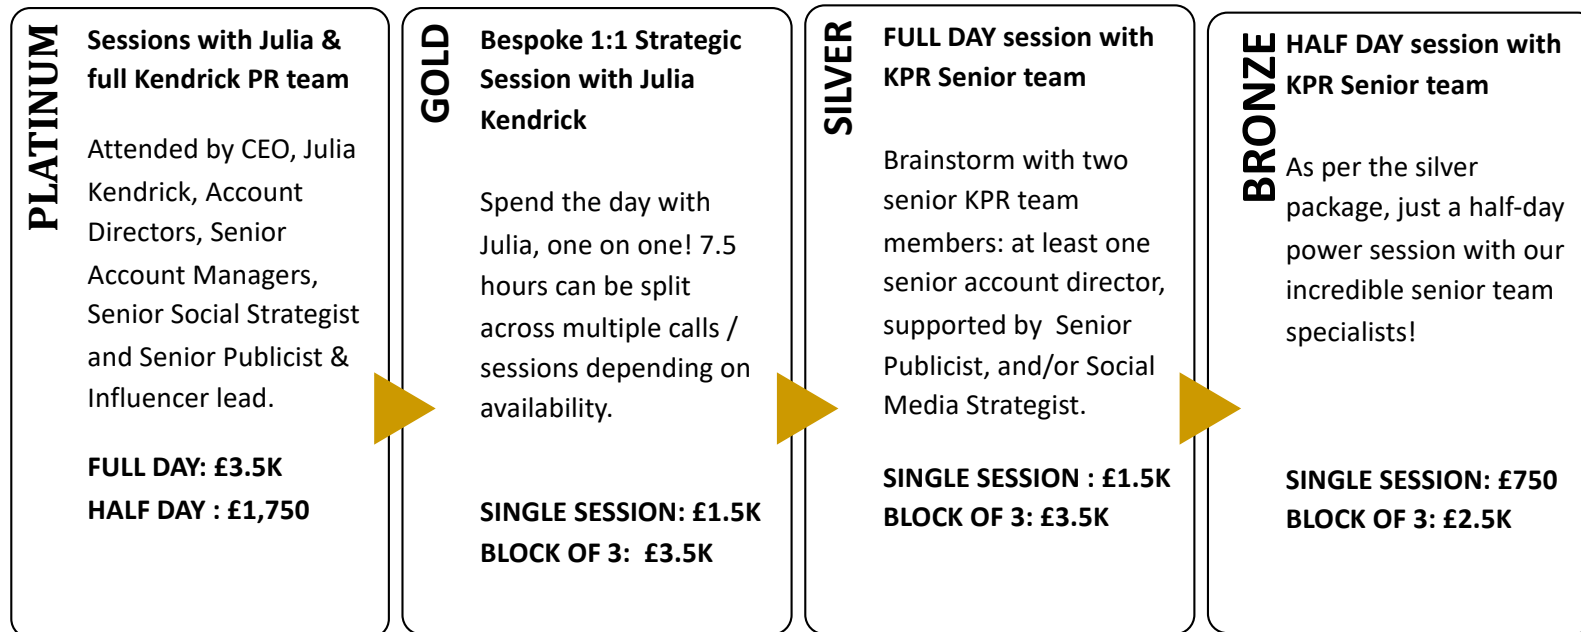 PLATINUM
Sessions with Julia &
full Kendrick PR team
Attended by CEO, Julia
Kendrick, Account
Directors, Senior
Account Managers,
Senior Social Strategist
and Senior Publicist &
Influencer lead.
FULL DAY: £3.5K
HALF DAY : £1,750
GOLD
Bespoke 1:1 Strategic
Session with Julia
Kendrick
Spend the day with
Julia, one on one! 7.5
hours can be split
across multiple calls /
sessions depending on
availability.
SINGLE SESSION: £1.5K
BLOCK OF 3:  £3.5K
SILVER
FULL DAY session with
KPR Senior team
Brainstorm with two
senior KPR team
members: at least one
senior account director,
supported by  Senior
Publicist, and/or Social
Media Strategist.
SINGLE SESSION : £1.5K
BLOCK OF 3: £3.5K
BRONZE
HALF DAY session with
KPR Senior team
As per the silver
package, just a half-day
power session with our
incredible senior team
specialists!
SINGLE SESSION: £750
BLOCK OF 3: £2.5K